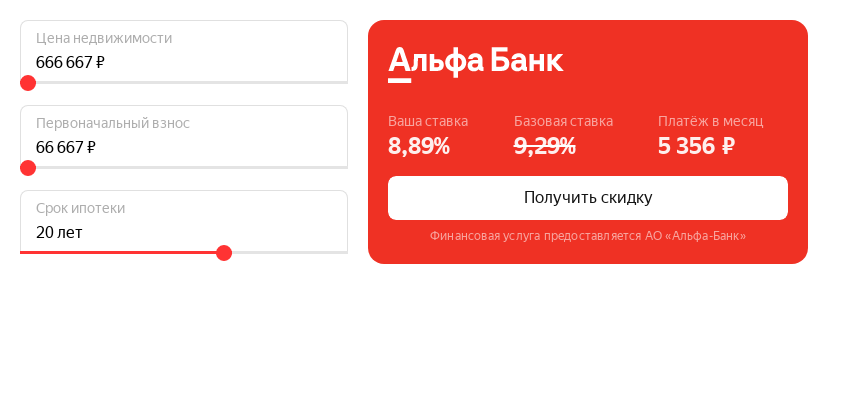 Цена недвижимости
666 667 ₽
Первоначальный взнос
66 667 ₽
Срок ипотеки
20 лет
Альфа Банк
Ваша ставка
8,89%
Базовая ставка
9,29%
Платёж в месяц
5 356 ₽
Получить скидку
Финансовая услуга предоставляется АО «Альфа-Банк»